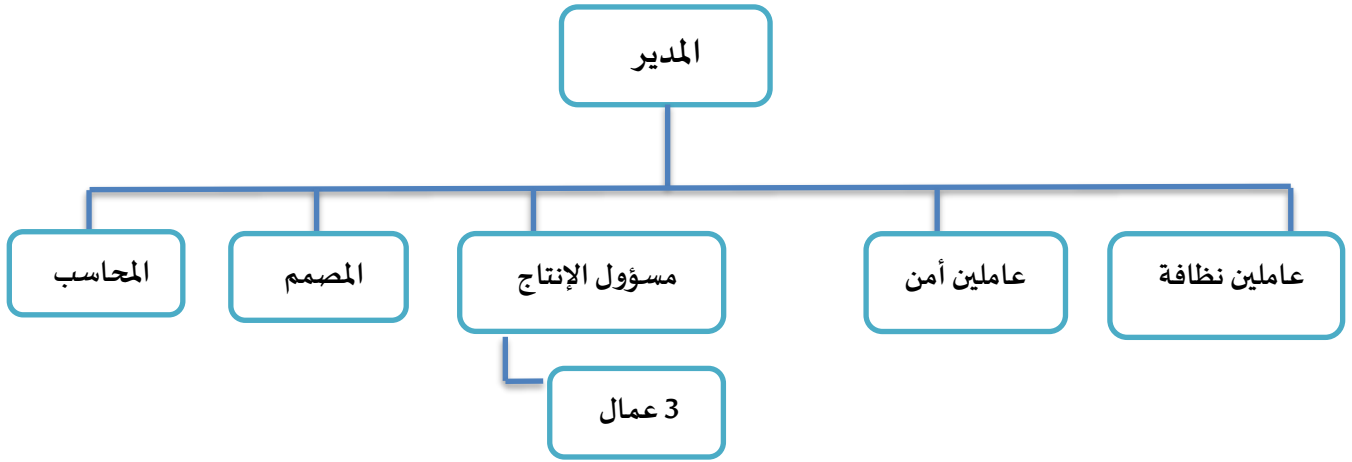 المدير
عاملين نظافة
عاملين أمن
مسؤول الإنتاج
المصمم
المحاسب
3 عمال